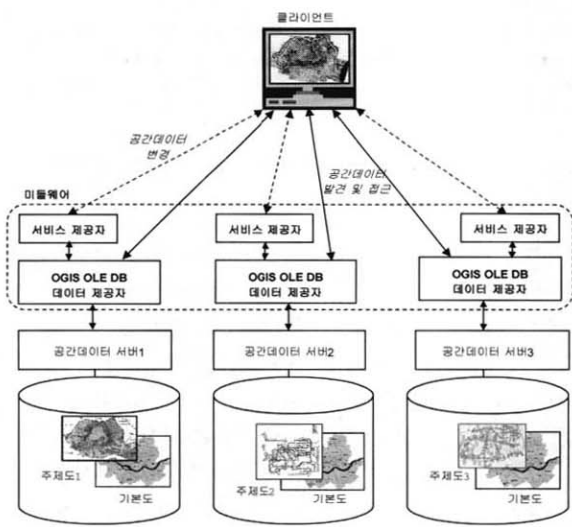 클라이언트
공간데이터
변경
공간데이터
발견 및 접근
미들웨어
서비스 제공자
서비스 제공자
서비스 제공자
OGIS OLE DB
데이터 제공자
OGIS OLE DB
데이터 제공자
OGIS OLE DB
데이터 제공자
공간데이터 서버1
공간데이터 서버2
공간데이터 서버3
주제도1
기본도
주제도2
기본도
주제도3
기본도